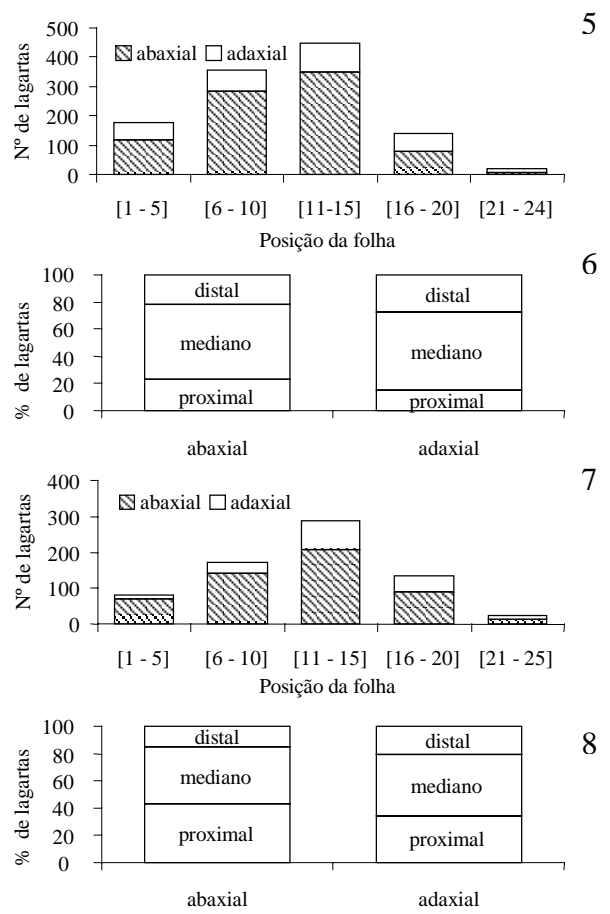 5
500
400
300
200
100
0
Nº de lagartas
abaxial adaxial
[1 - 5] [6 - 10] [11-15] [16 - 20] [21 - 24]
Posição da folha
6
100
80
60
40
20
0
% de lagartas
distal distal
mediano mediano
proximal proximal
abaxial adaxial
7
400
300
200
100
0
Nº de lagartas
abaxial adaxial
[1 - 5] [6 - 10] [11 - 15] [16 - 20] [21 - 25]
Posição da folha
8
100
80
60
40
20
0
% de lagartas
distal distal
mediano mediano
proximal proximal
abaxial adaxial